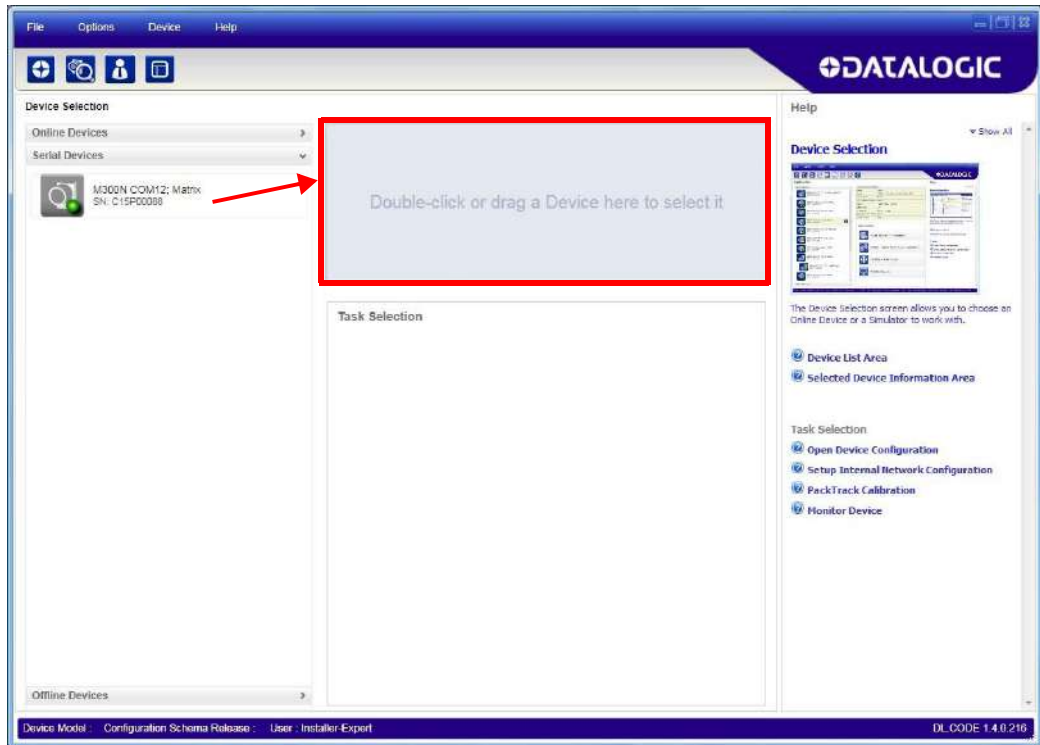 File Options Device Help
DATALOGIC
Device Selection
Online Devices
Serial Devices
M300N COM12; Matrix
SN: C15P00088
Double-click or drag a Device here to select it
Task Selection
Offline Devices
Help
Show All
Device Selection
The Device Selection screen allows you to choose an
Online Device or a Simulator to work with.
Device List Area
Selected Device Information Area
Task Selection
Open Device Configuration
Setup Internal Network Configuration
PackTrack Calibration
Monitor Device
Device Model : Configuration Schema Release : User : Installer-Expert
DL.CODE 1.4.0.216